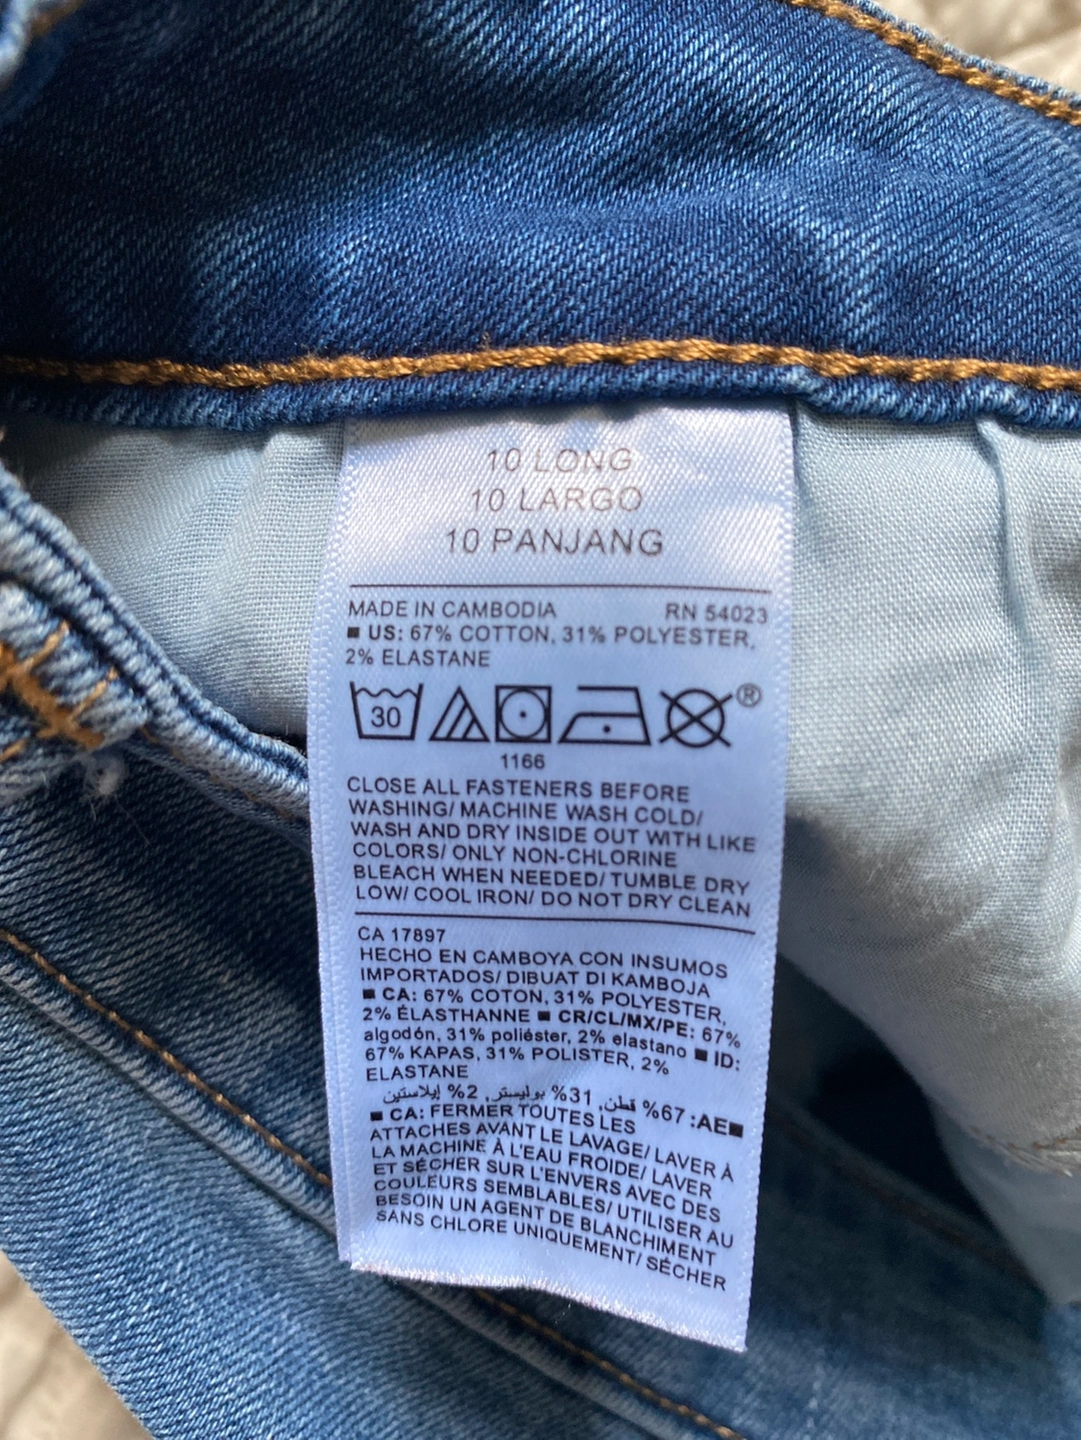 10 LONG
10 LARGO
10 PANJANG
MADE IN CAMBODIA RN 54023
■ US: 67% COTTON, 31% POLYESTER,
2% ELASTANE
30 ®
1166
CLOSE ALL FASTENERS BEFORE
WASHING/ MACHINE WASH COLD/
WASH AND DRY INSIDE OUT WITH LIKE
COLORS/ ONLY NON-CHLORINE
BLEACH WHEN NEEDED/ TUMBLE DRY
LOW/ COOL IRON/ DO NOT DRY CLEAN
CA 17897
HECHO EN CAMBOYA CON INSUMOS
IMPORTADOS/ DIBUAT DI KAMBOJA
■ CA: 67% COTON, 31% POLYESTER,
2% ÉLASTHANNE ■ CR/CL/MX/PE: 67%
algodón, 31% poliéster, 2% elastano ■ ID:
67% KAPAS, 31% POLISTER, 2%
ELASTANE
■AE: 67% قطن, 31% بوليستر, 2% إيلاستين
■ CA: FERMER TOUTES LES
ATTACHES AVANT LE LAVAGE/ LAVER À
LA MACHINE À L'EAU FROIDE/ LAVER
ET SÉCHER SUR L'ENVERS AVEC DES
COULEURS SEMBLABLES/ UTILISER AU
BESOIN UN AGENT DE BLANCHIMENT
SANS CHLORE UNIQUEMENT/ SÉCHER